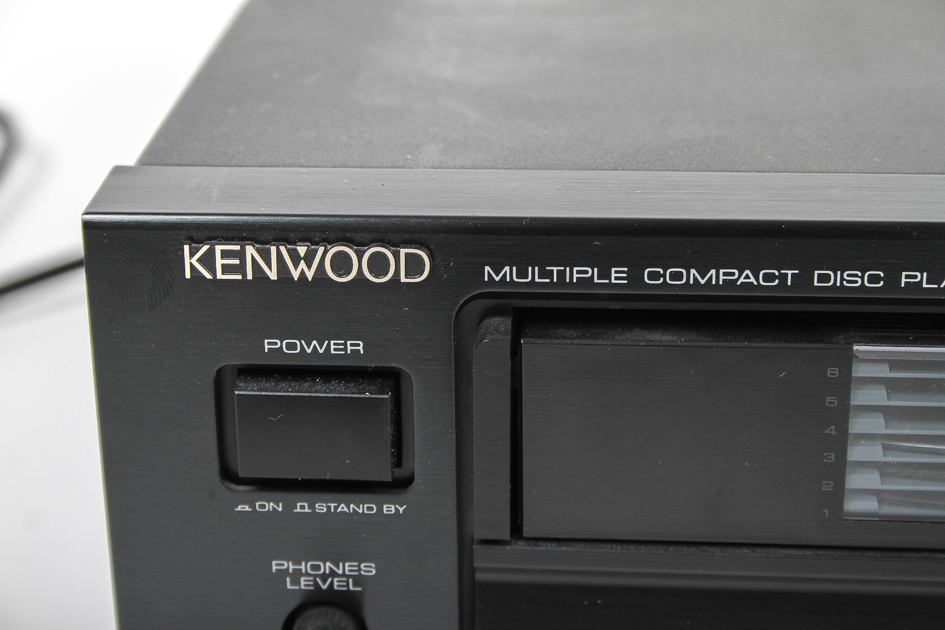 KENWOOD
MULTIPLE COMPACT DISC PLA
POWER
ON STAND BY
PHONES
LEVEL
6
5
4
3
2
1